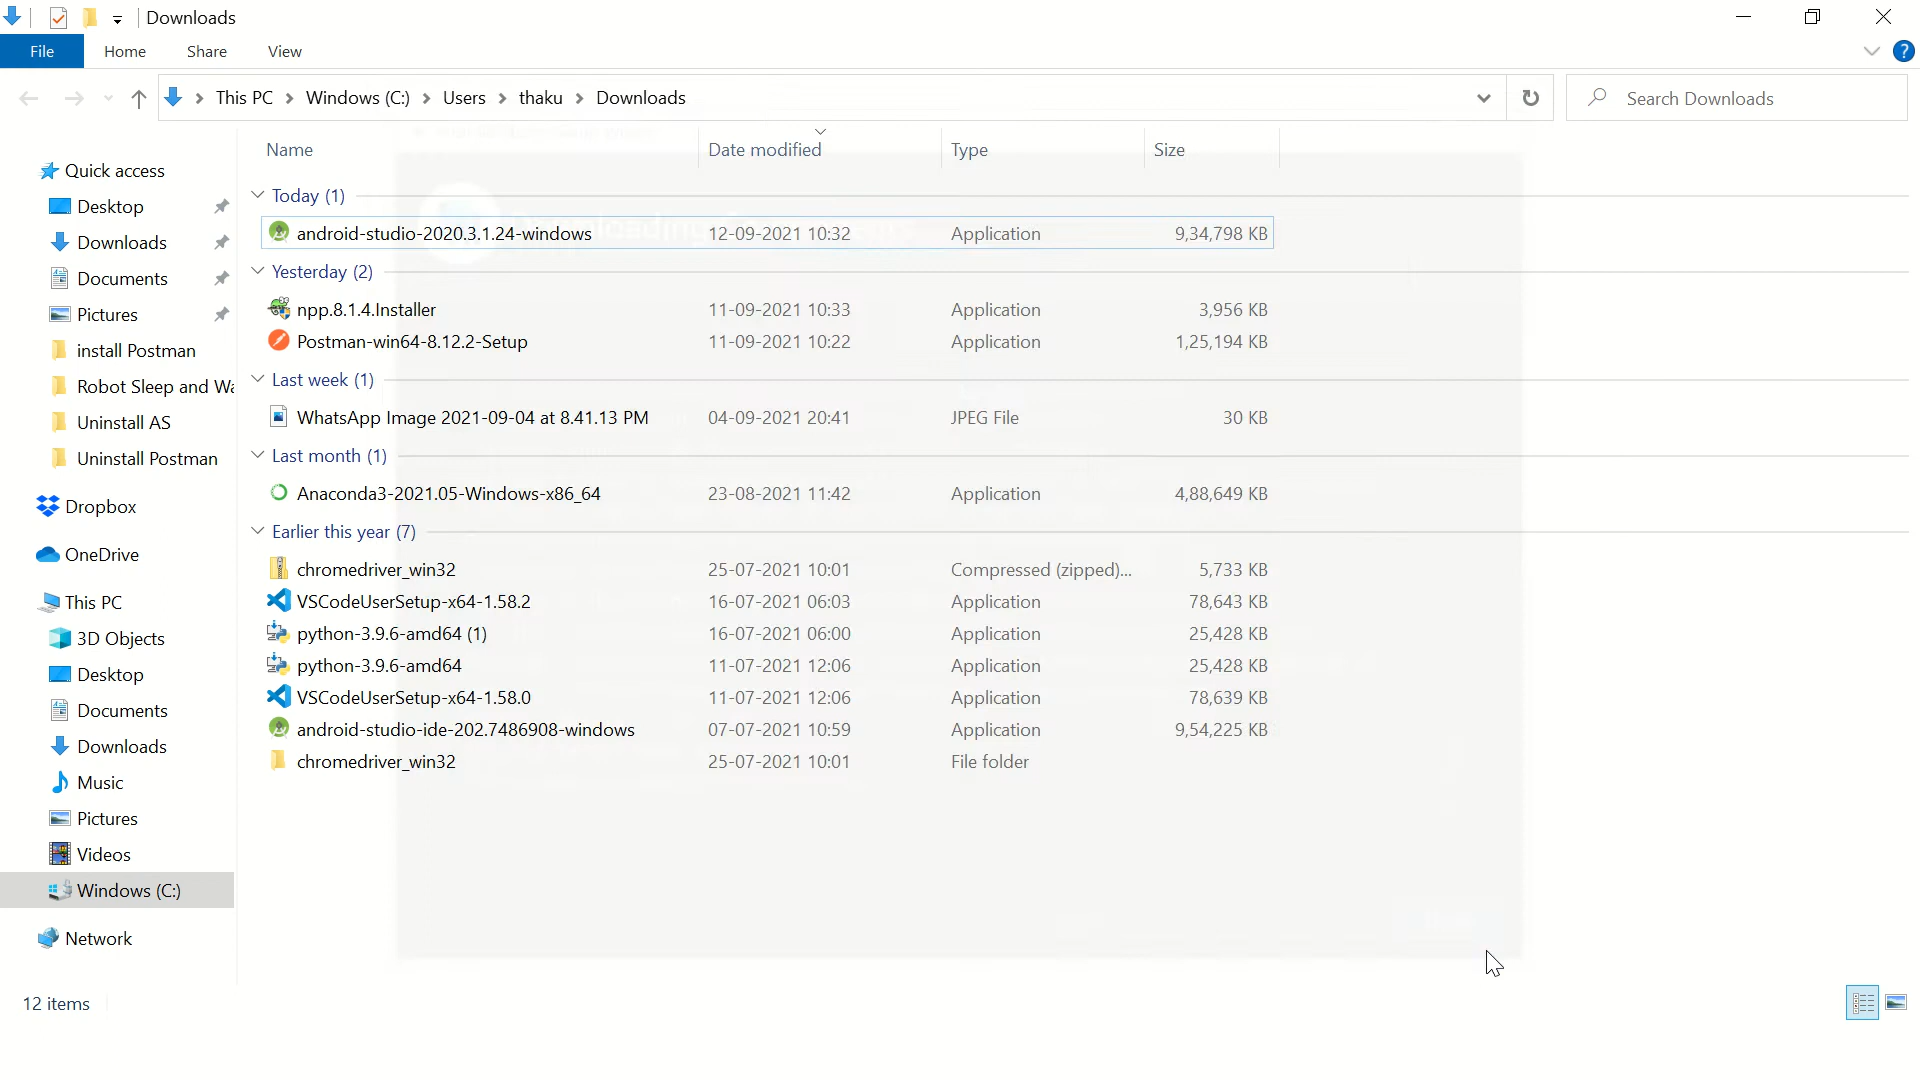 Downloads
File Home Share View
This PC > Windows (C:) > Users > thaku > Downloads
Search Downloads
Name Date modified Type Size
Quick access
Desktop
Downloads
Documents
Pictures
install Postman
Robot Sleep and Wa
Uninstall AS
Uninstall Postman
Dropbox
OneDrive
This PC
3D Objects
Desktop
Documents
Downloads
Music
Pictures
Videos
Windows (C:)
Network
Today (1)
android-studio-2020.3.1.24-windows 12-09-2021 10:32 Application 9,34,798 KB
Yesterday (2)
npp.8.1.4.Installer 11-09-2021 10:33 Application 3,956 KB
Postman-win64-8.12.2-Setup 11-09-2021 10:22 Application 1,25,194 KB
Last week (1)
WhatsApp Image 2021-09-04 at 8.41.13 PM 04-09-2021 20:41 JPEG File 30 KB
Last month (1)
Anaconda3-2021.05-Windows-x86_64 23-08-2021 11:42 Application 4,88,649 KB
Earlier this year (7)
chromedriver_win32 25-07-2021 10:01 Compressed (zipped)... 5,733 KB
VSCodeUserSetup-x64-1.58.2 16-07-2021 06:03 Application 78,643 KB
python-3.9.6-amd64 (1) 16-07-2021 06:00 Application 25,428 KB
python-3.9.6-amd64 11-07-2021 12:06 Application 25,428 KB
VSCodeUserSetup-x64-1.58.0 11-07-2021 12:06 Application 78,639 KB
android-studio-ide-202.7486908-windows 07-07-2021 10:59 Application 9,54,225 KB
chromedriver_win32 25-07-2021 10:01 File folder
12 items